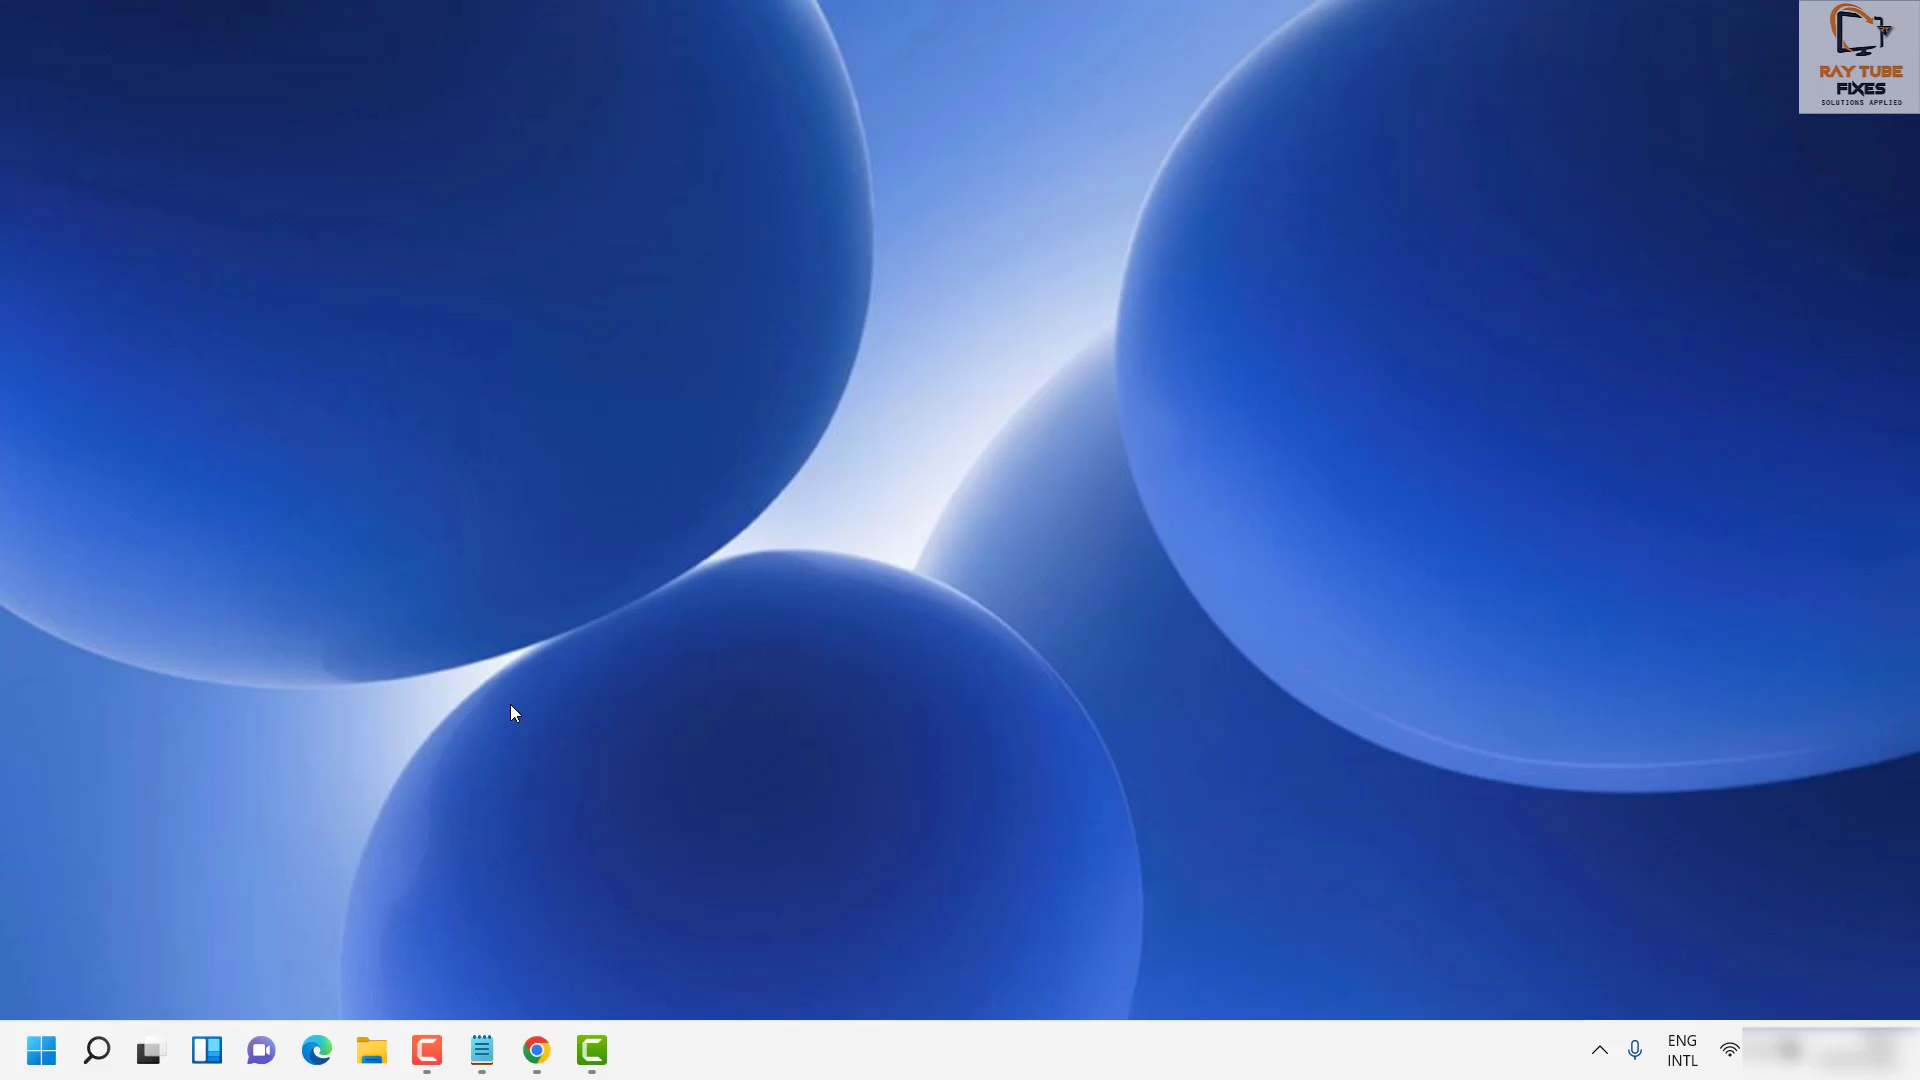 RAY TUBE
FIXES
SOLUTIONS APPLIED
ENG
INTL